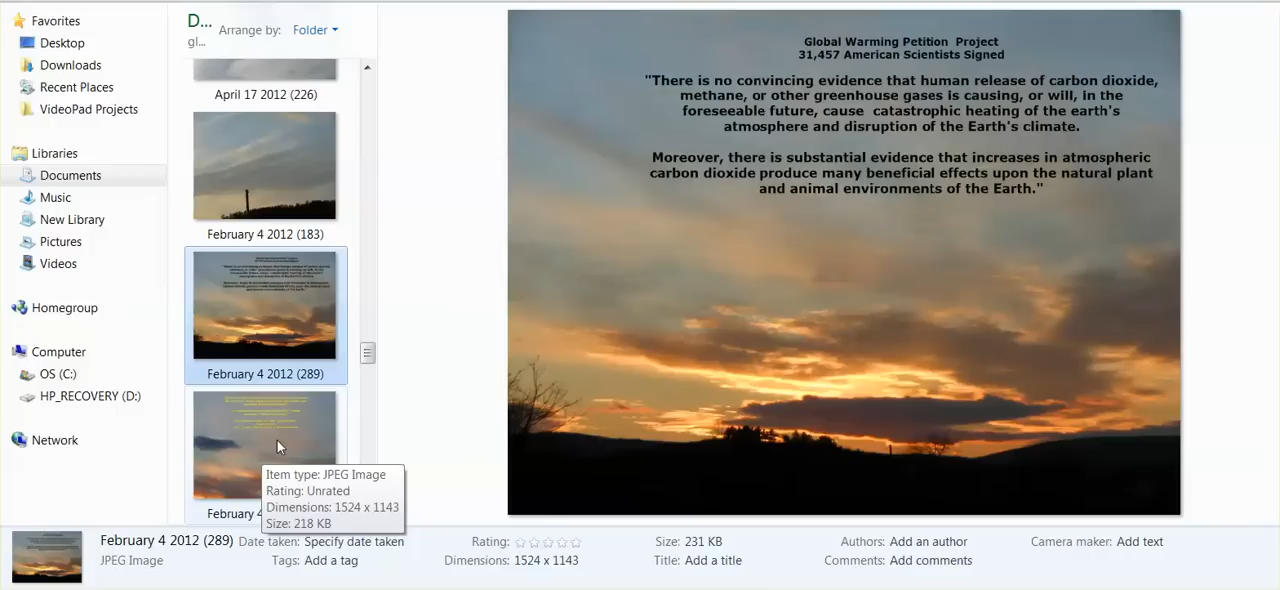 Favorites
Desktop
Downloads
Recent Places
VideoPad Projects
Libraries
Documents
Music
New Library
Pictures
Videos
Homegroup
Computer
OS (C:)
HP_RECOVERY (D:)
Network
D...
gl...
Arrange by: Folder
April 17 2012 (226)
February 4 2012 (183)
February 4 2012 (289)
February 4
Item type: JPEG Image
Rating: Unrated
Dimensions: 1524 x 1143
Size: 218 KB
Global Warming Petition Project
31,457 American Scientists Signed
"There is no convincing evidence that human release of carbon dioxide,
methane, or other greenhouse gases is causing, or will, in the
foreseeable future, cause catastrophic heating of the earth's
atmosphere and disruption of the Earth's climate.
Moreover, there is substantial evidence that increases in atmospheric
carbon dioxide produce many beneficial effects upon the natural plant
and animal environments of the Earth."
February 4 2012 (289) Date taken: Specify date taken Rating: Size: 231 KB Authors: Add an author Camera maker: Add text
JPEG Image Tags: Add a tag Dimensions: 1524 x 1143 Title: Add a title Comments: Add comments